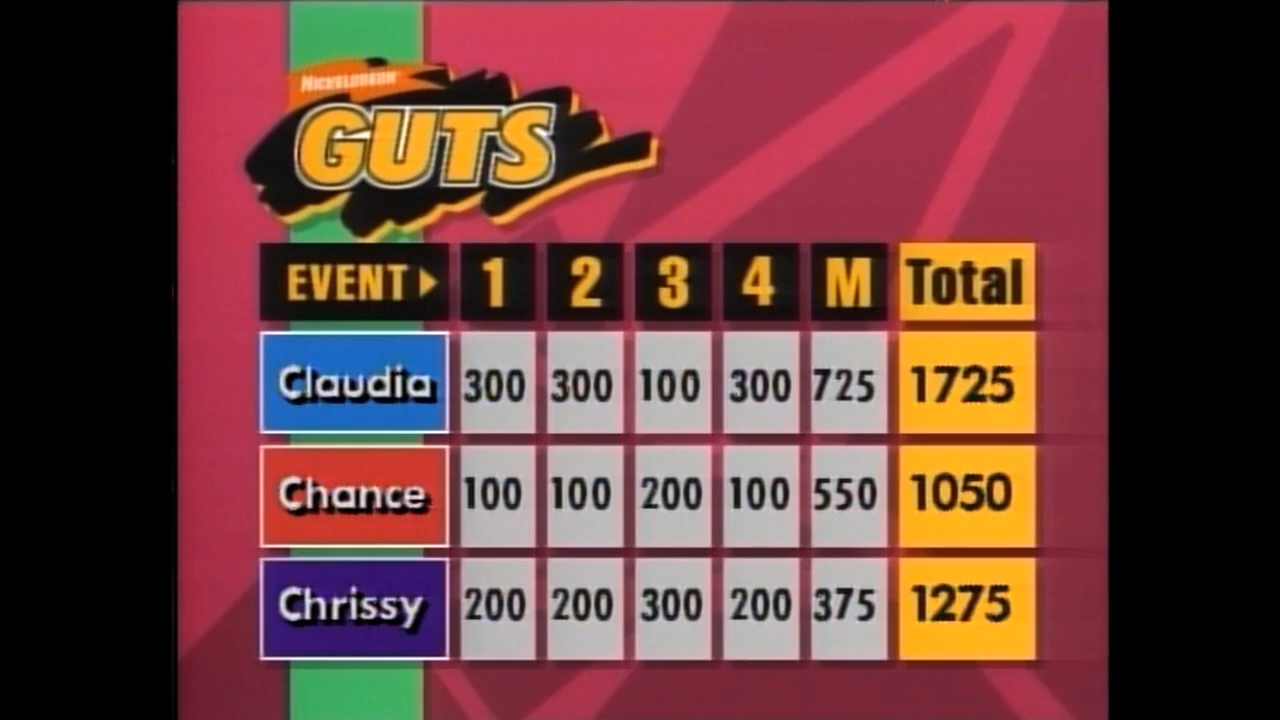 NICKELODEON
GUTS
EVENT 1 2 3 4 M Total
Claudia 300 300 100 300 725 1725
Chance 100 100 200 100 550 1050
Chrissy 200 200 300 200 375 1275